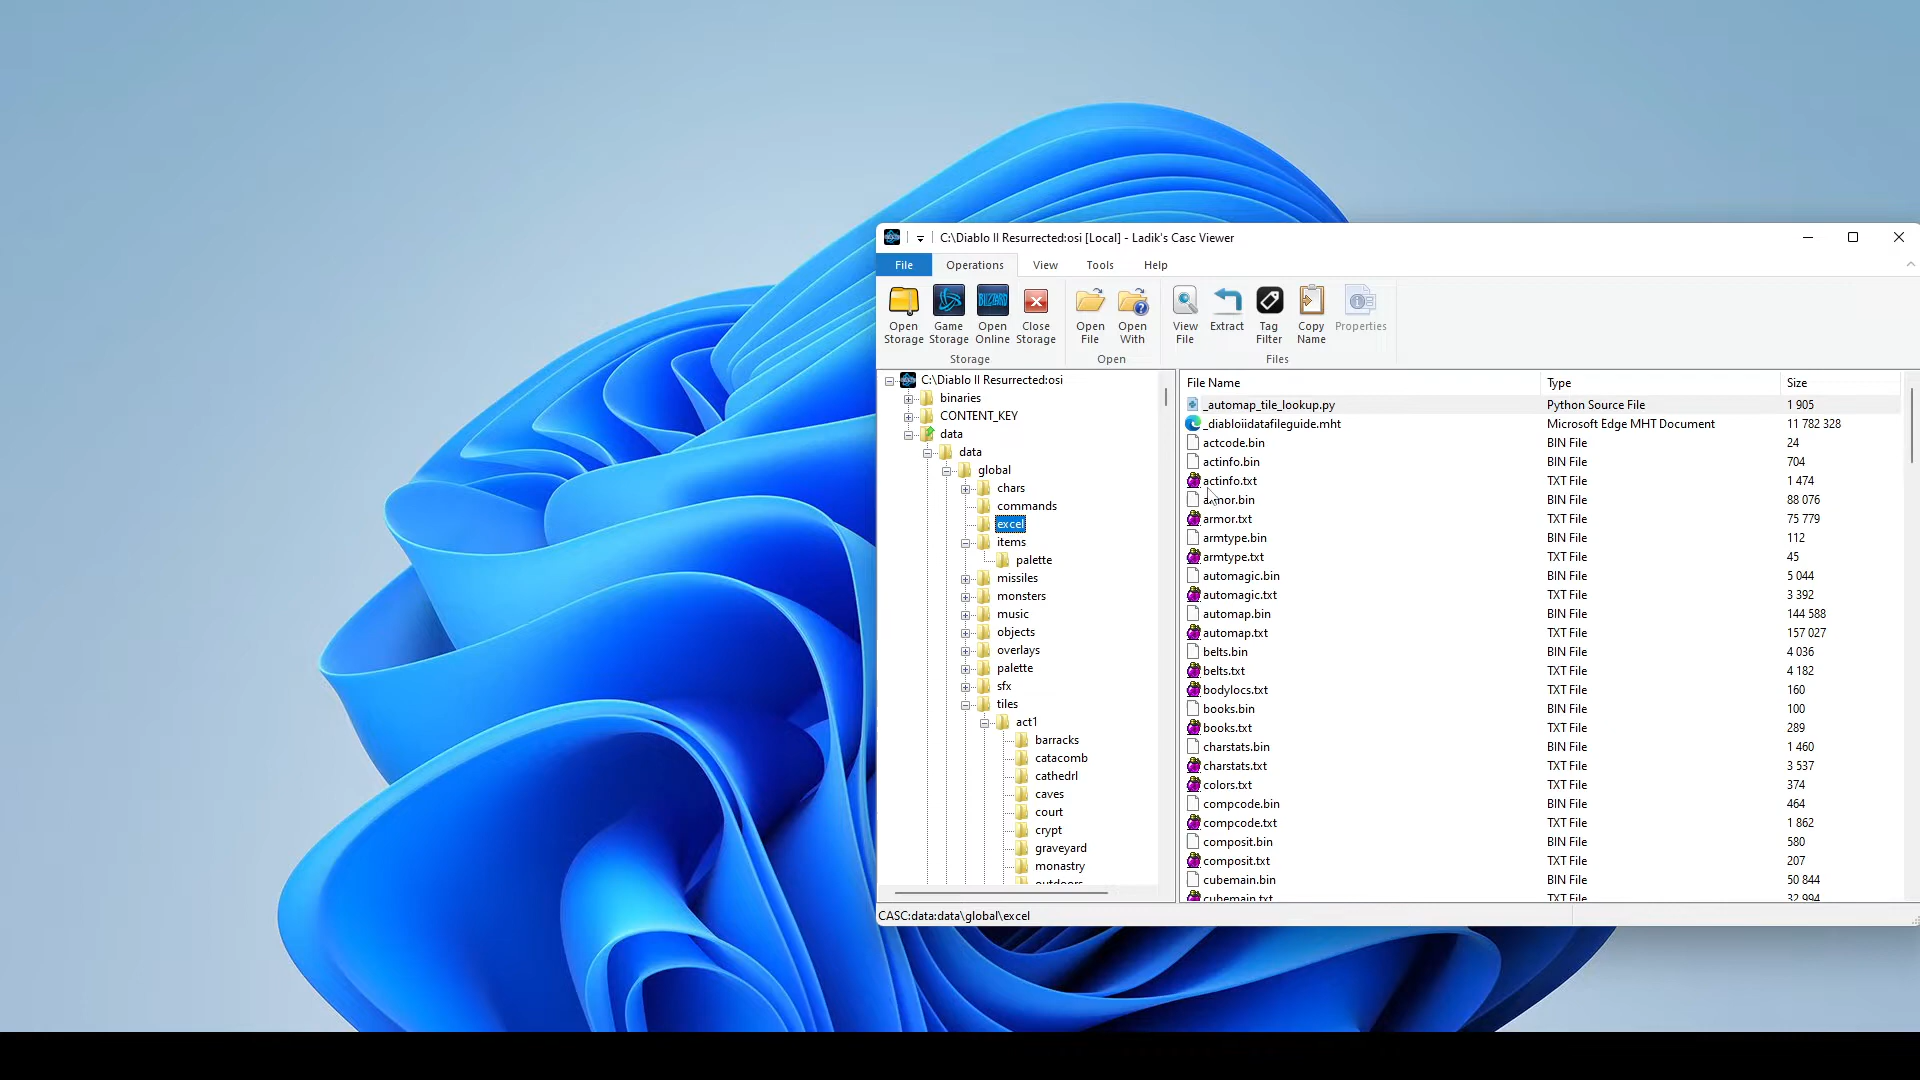 C:\Diablo II Resurrected:osi [Local] - Ladik's Casc Viewer
File Operations View Tools Help
Open Storage
Game Storage
BLIZZARD
Open Online
Close Storage
Open File
Open With
View File
Extract
Tag Filter
Copy Name
Properties
Storage Open Files
C:\Diablo II Resurrected:osi
binaries
CONTENT_KEY
data
data
global
chars
commands
excel
items
palette
missiles
monsters
music
objects
overlays
palette
sfx
tiles
act1
barracks
catacomb
cathedrl
caves
court
crypt
graveyard
monastry
outdoors
File Name Type Size
_automap_tile_lookup.py Python Source File 1 905
_diabloiidatafileguide.mht Microsoft Edge MHT Document 11 782 328
actcode.bin BIN File 24
actinfo.bin BIN File 704
actinfo.txt TXT File 1 474
armor.bin BIN File 88 076
armor.txt TXT File 75 779
armtype.bin BIN File 112
armtype.txt TXT File 45
automagic.bin BIN File 5 044
automagic.txt TXT File 3 392
automap.bin BIN File 144 588
automap.txt TXT File 157 027
belts.bin BIN File 4 036
belts.txt TXT File 4 182
bodylocs.txt TXT File 160
books.bin BIN File 100
books.txt TXT File 289
charstats.bin BIN File 1 460
charstats.txt TXT File 3 537
colors.txt TXT File 374
compcode.bin BIN File 464
compcode.txt TXT File 1 862
composit.bin BIN File 580
composit.txt TXT File 207
cubemain.bin BIN File 50 844
cubemain.txt TXT File 32 994
CASC:data:data\global\excel